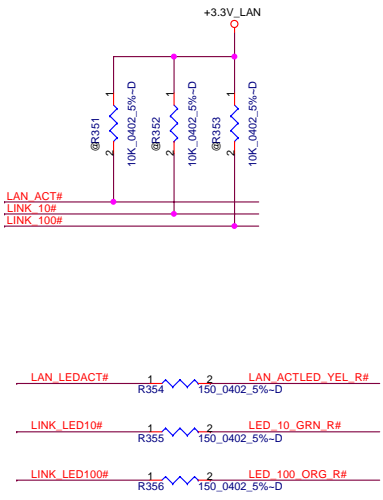 +3.3V_LAN
1
1
1
@R351
10K_0402_5%~D
@R352
10K_0402_5%~D
@R353
10K_0402_5%~D
2
2
2
LAN_ACT#
LINK_10#
LINK_100#
LAN_LEDACT# 1 2 LAN_ACTLED_YEL_R#
R354 150_0402_5%~D
LINK_LED10# 1 2 LED_10_GRN_R#
R355 150_0402_5%~D
LINK_LED100# 1 2 LED_100_ORG_R#
R356 150_0402_5%~D